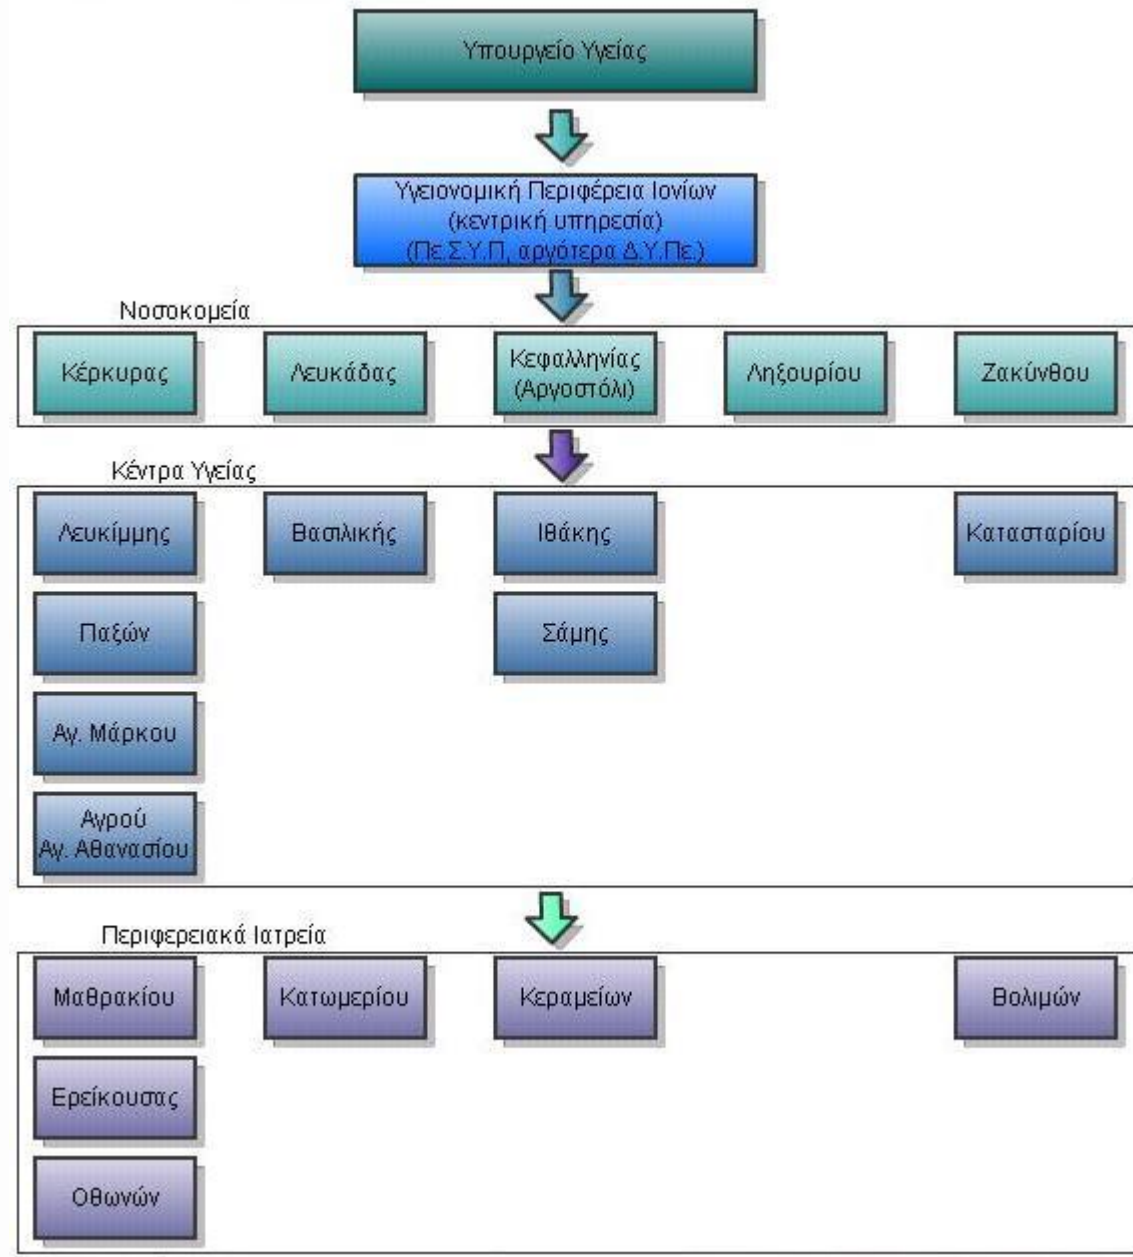 Υπουργείο Υγείας
Υγειονομική Περιφέρεια Ιονίων
(κεντρική υπηρεσία)
(Πε.Σ.Υ.Π, αργότερα Δ.Υ.Πε.)
Νοσοκομεία
Κέρκυρας
Λευκάδας
Κεφαλληνίας
(Αργοστόλι)
Ληξουρίου
Ζακύνθου
Κέντρα Υγείας
Λευκίμμης
Βασιλικής
Ιθάκης
Κατασταρίου
Παξών
Σάμης
Αγ. Μάρκου
Αγρού
Αγ. Αθανασίου
Περιφερειακά Ιατρεία
Μαθρακίου
Κατωμερίου
Κεραμείων
Βολιμών
Ερείκουσας
Οθωνών